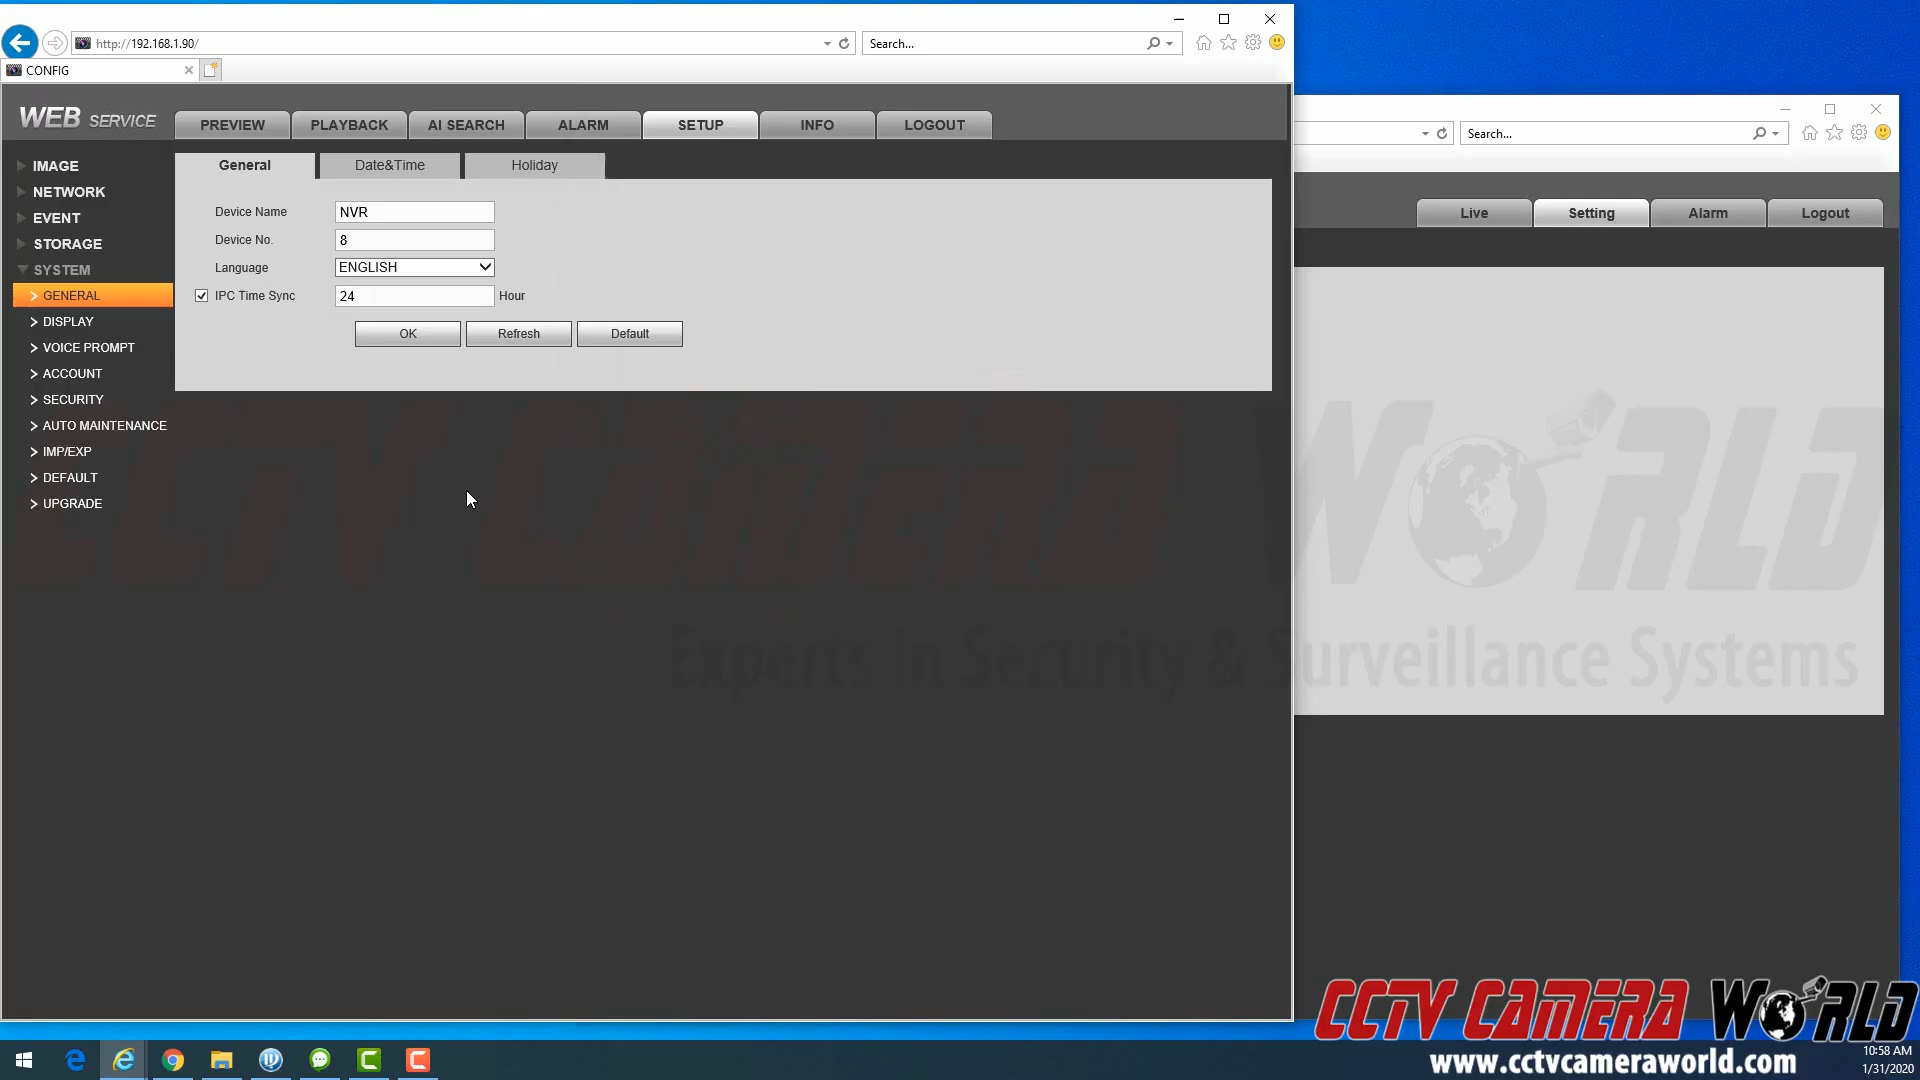 http://192.168.1.90/
Search...
CONFIG
WEB SERVICE
PREVIEW
PLAYBACK
AI SEARCH
ALARM
SETUP
INFO
LOGOUT
IMAGE
NETWORK
EVENT
STORAGE
SYSTEM
GENERAL
DISPLAY
VOICE PROMPT
ACCOUNT
SECURITY
AUTO MAINTENANCE
IMP/EXP
DEFAULT
UPGRADE
General
Date&Time
Holiday
Device Name NVR
Device No. 8
Language ENGLISH
IPC Time Sync 24 Hour
OK Refresh Default
Search...
Live
Setting
Alarm
Logout
CCTV CAMERA WORLD
Experts in Security & Surveillance Systems
CCTV CAMERA WORLD
www.cctvcameraworld.com
10:58 AM
1/31/2020